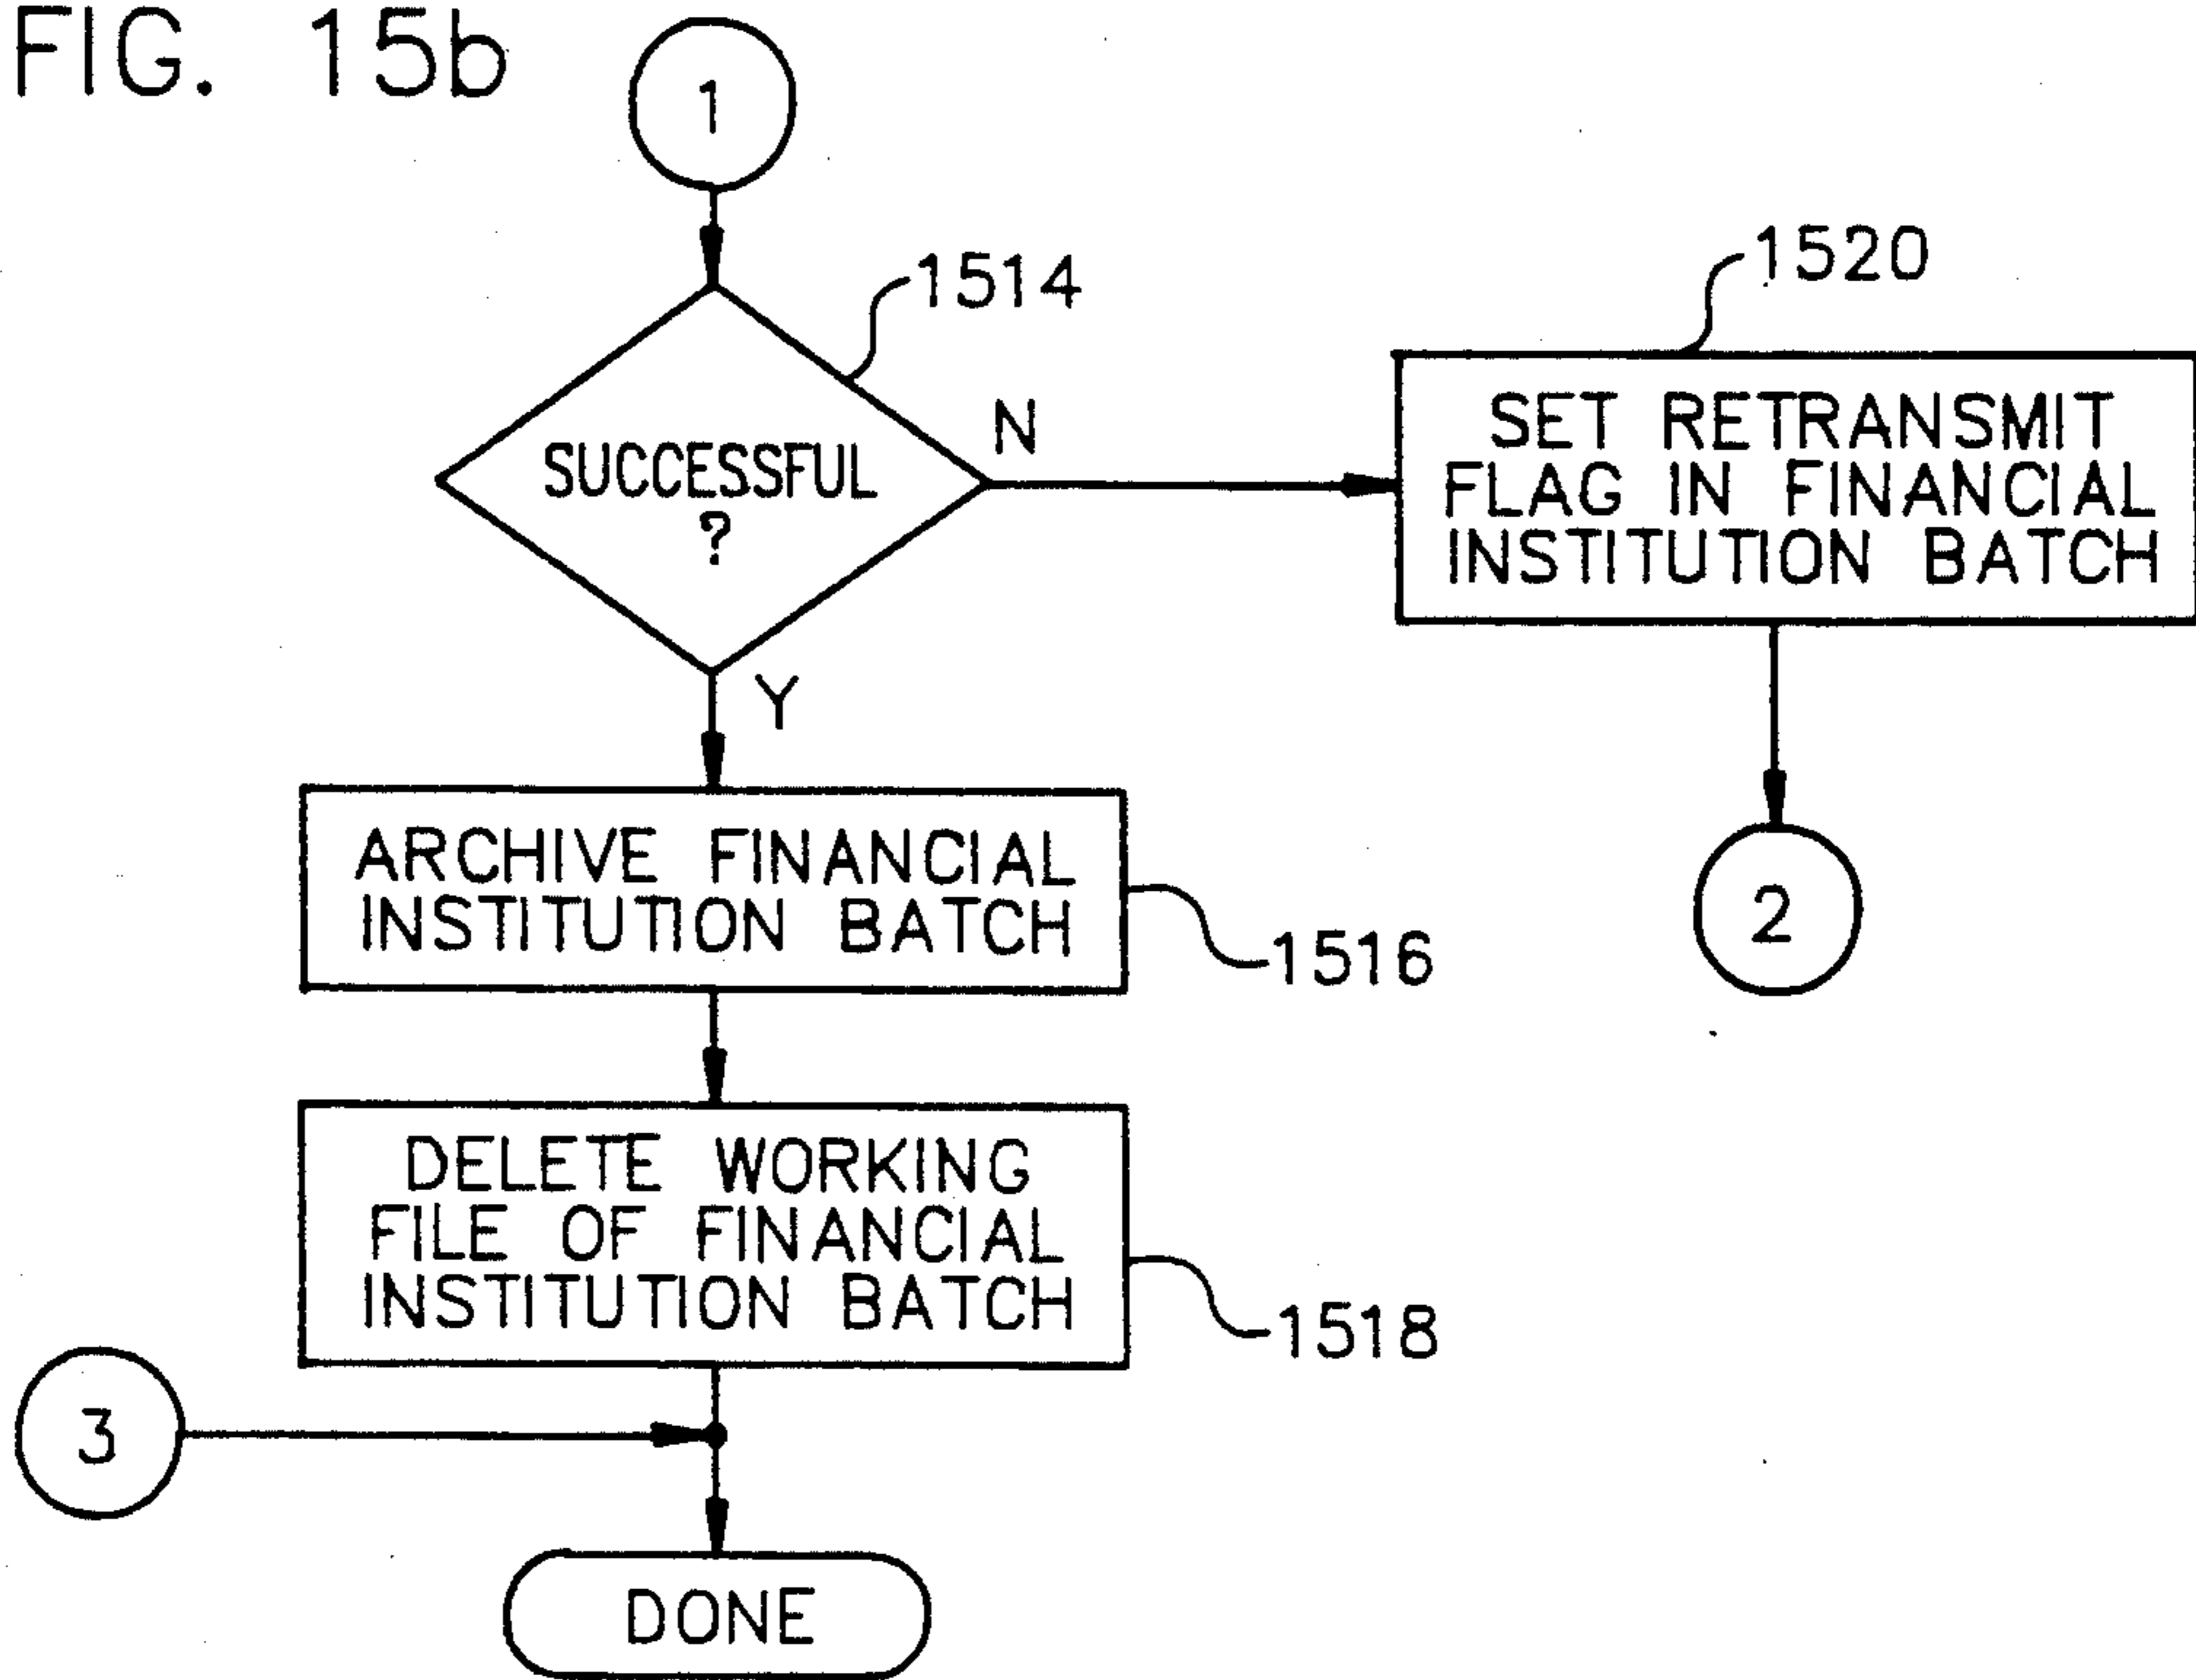 FIG. 15b
1
1514
SUCCESSFUL
?
N
Y
1520
SET RETRANSMIT
FLAG IN FINANCIAL
INSTITUTION BATCH
2
ARCHIVE FINANCIAL
INSTITUTION BATCH
1516
DELETE WORKING
FILE OF FINANCIAL
INSTITUTION BATCH
1518
3
DONE